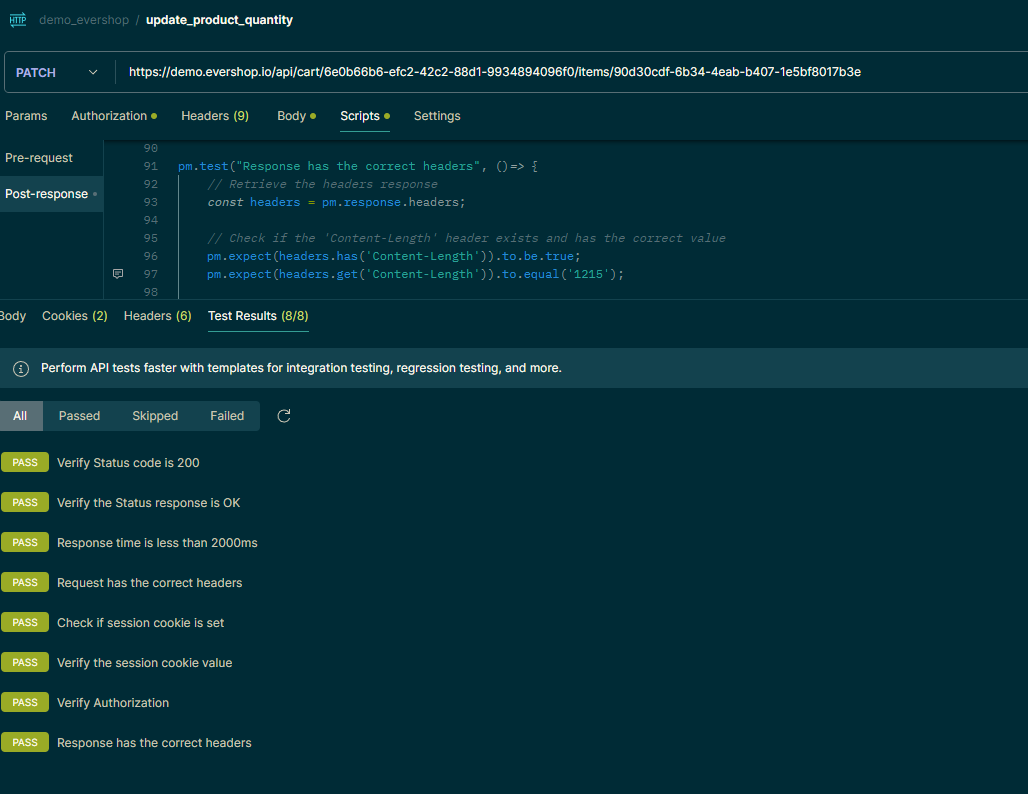 HTTP demo_evershop / update_product_quantity
PATCH https://demo.evershop.io/api/cart/6e0b66b6-efc2-42c2-88d1-9934894096f0/items/90d30cdf-6b34-4eab-b407-1e5bf8017b3e
Params Authorization Headers (9) Body Scripts Settings
Pre-request
Post-response
90
91 pm.test("Response has the correct headers", ()=> {
92 // Retrieve the headers response
93 const headers = pm.response.headers;
94
95 // Check if the 'Content-Length' header exists and has the correct value
96 pm.expect(headers.has('Content-Length')).to.be.true;
97 pm.expect(headers.get('Content-Length')).to.equal('1215');
98
Body Cookies (2) Headers (6) Test Results (8/8)
Perform API tests faster with templates for integration testing, regression testing, and more.
All Passed Skipped Failed
PASS Verify Status code is 200
PASS Verify the Status response is OK
PASS Response time is less than 2000ms
PASS Request has the correct headers
PASS Check if session cookie is set
PASS Verify the session cookie value
PASS Verify Authorization
PASS Response has the correct headers